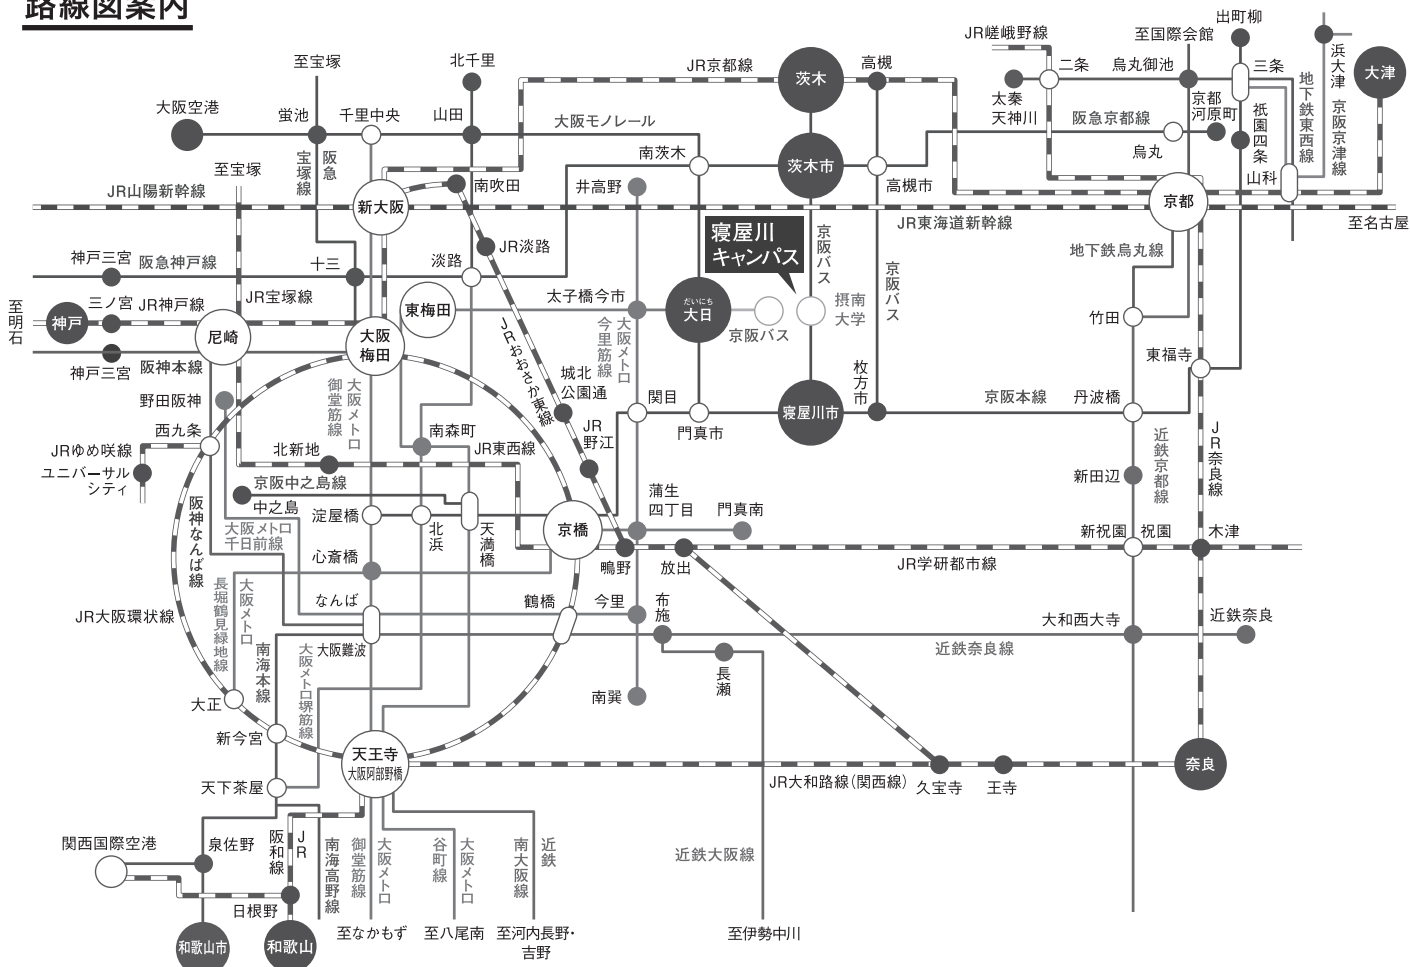 路線図案内
出町柳
JR嵯峨野線
至国際会館
浜大津
至宝塚
北千里
JR京都線
茨木
高槻
二条
烏丸御池
三条
大津
大阪空港
蛍池
千里中央
山田
大阪モノレール
太秦
天神川
京都
河原町
阪急京都線
烏丸
祇園四条
地下鉄東西線
京阪京津線
宝塚線
阪急
至宝塚
南茨木
茨木市
高槻市
山科
JR山陽新幹線
新大阪
南吹田
井高野
京都
JR東海道新幹線
至名古屋
寝屋川
キャンパス
京阪バス
京阪バス
地下鉄烏丸線
神戸三宮
阪急神戸線
十三
淡路
JR淡路
至明石
神戸
三ノ宮
JR神戸線
JR宝塚線
尼崎
大阪
梅田
東梅田
太子橋今市
だいにち
大日
京阪バス
摂南
大学
竹田
JRおおさか東線
今里筋線
大阪メトロ
神戸三宮
阪神本線
東福寺
野田阪神
御堂筋線
大阪メトロ
城北
公園通
関目
門真市
寝屋川市
枚方市
京阪本線
丹波橋
西九条
JRゆめ咲線
ユニバーサル
シティ
北新地
南森町
JR東西線
JR
野江
近鉄京都線
JR奈良線
新田辺
京阪中之島線
中之島
淀屋橋
北浜
天満橋
京橋
蒲生
四丁目
門真南
阪神なんば線
大阪メトロ
千日前線
心斎橋
鴫野
放出
JR学研都市線
新祝園
祝園
木津
長堀鶴見緑地線
大阪メトロ
なんば
鶴橋
今里
布施
JR大阪環状線
大和西大寺
近鉄奈良
南海本線
大阪メトロ堺筋線
大阪難波
近鉄奈良線
大正
南巽
長瀬
新今宮
天王寺
大阪阿部野橋
天下茶屋
JR大和路線(関西線)
久宝寺
王寺
奈良
関西国際空港
泉佐野
阪和線
JR
南海高野線
御堂筋線
大阪メトロ
谷町線
大阪メトロ
南大阪線
近鉄
近鉄大阪線
日根野
和歌山市
和歌山
至なかもず
至八尾南
至河内長野・
吉野
至伊勢中川